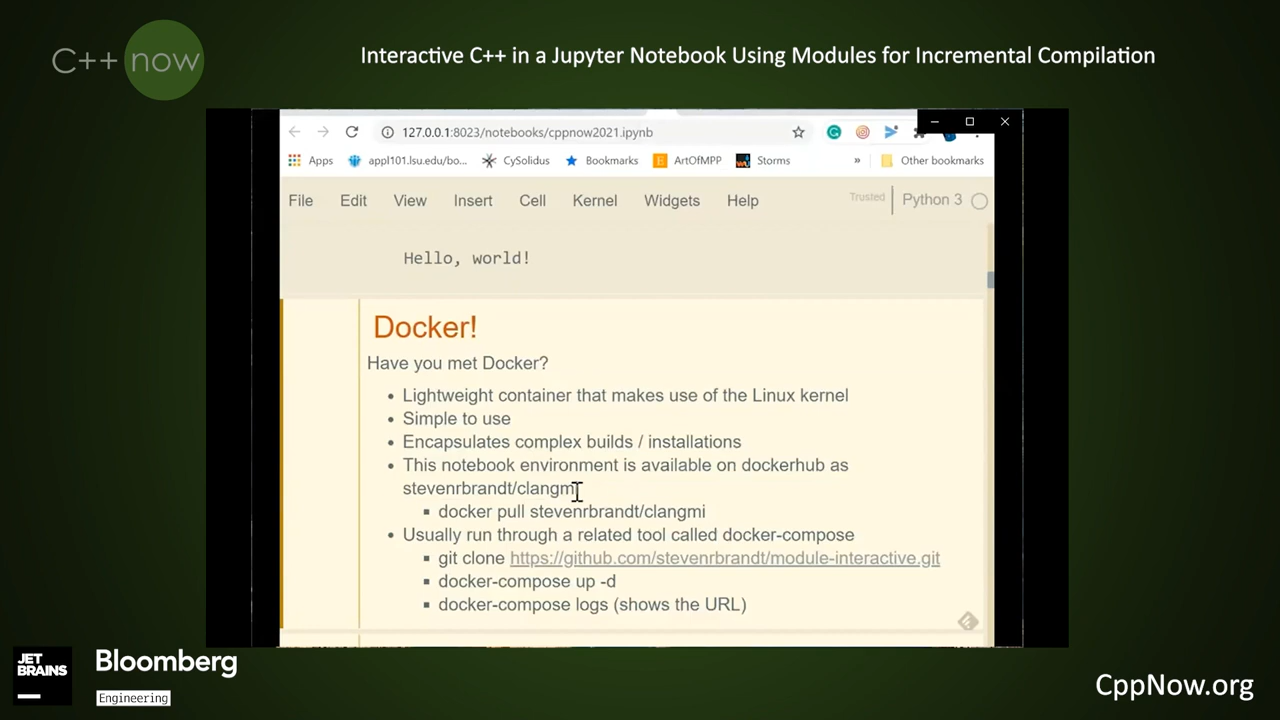 C++ now
Interactive C++ in a Jupyter Notebook Using Modules for Incremental Compilation
127.0.0.1:8023/notebooks/cppnow2021.ipynb
Apps
appl101.lsu.edu/bo...
CySolidus
Bookmarks
ArtOfMPP
Storms
»
Other bookmarks
File Edit View Insert Cell Kernel Widgets Help
Trusted
Python 3
Hello, world!
Docker!
Have you met Docker?
• Lightweight container that makes use of the Linux kernel
• Simple to use
• Encapsulates complex builds / installations
• This notebook environment is available on dockerhub as
stevenrbrandt/clangmi
▪ docker pull stevenrbrandt/clangmi
• Usually run through a related tool called docker-compose
▪ git clone https://github.com/stevenrbrandt/module-interactive.git
▪ docker-compose up -d
▪ docker-compose logs (shows the URL)
JET
BRAINS
Bloomberg
Engineering
CppNow.org